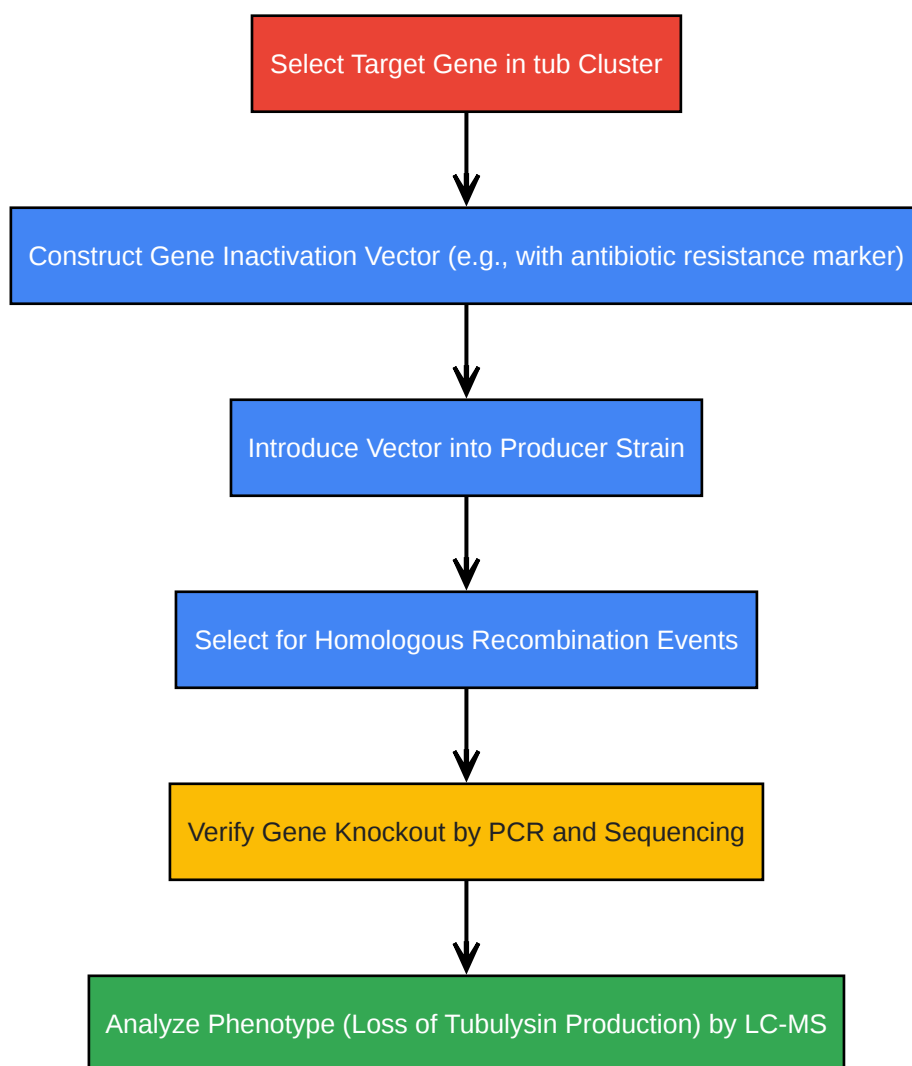 Select Target Gene in tub Cluster
Construct Gene Inactivation Vector (e.g., with antibiotic resistance marker)
Introduce Vector into Producer Strain
Select for Homologous Recombination Events
Verify Gene Knockout by PCR and Sequencing
Analyze Phenotype (Loss of Tubulysin Production) by LC-MS